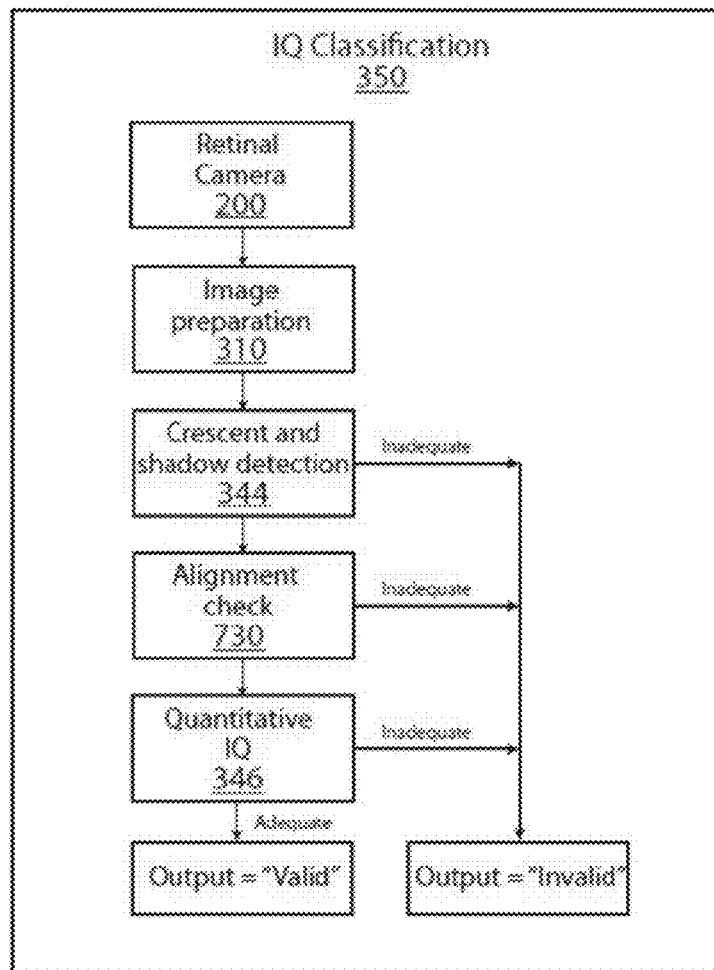 IQ Classification
350
Retinal
Camera
200
Image
preparation
310
Crescent and
shadow detection
344
Inadequate
Alignment
check
730
Inadequate
Quantitative
IQ
346
Inadequate
Adequate
Output = "Valid"
Output = "Invalid"